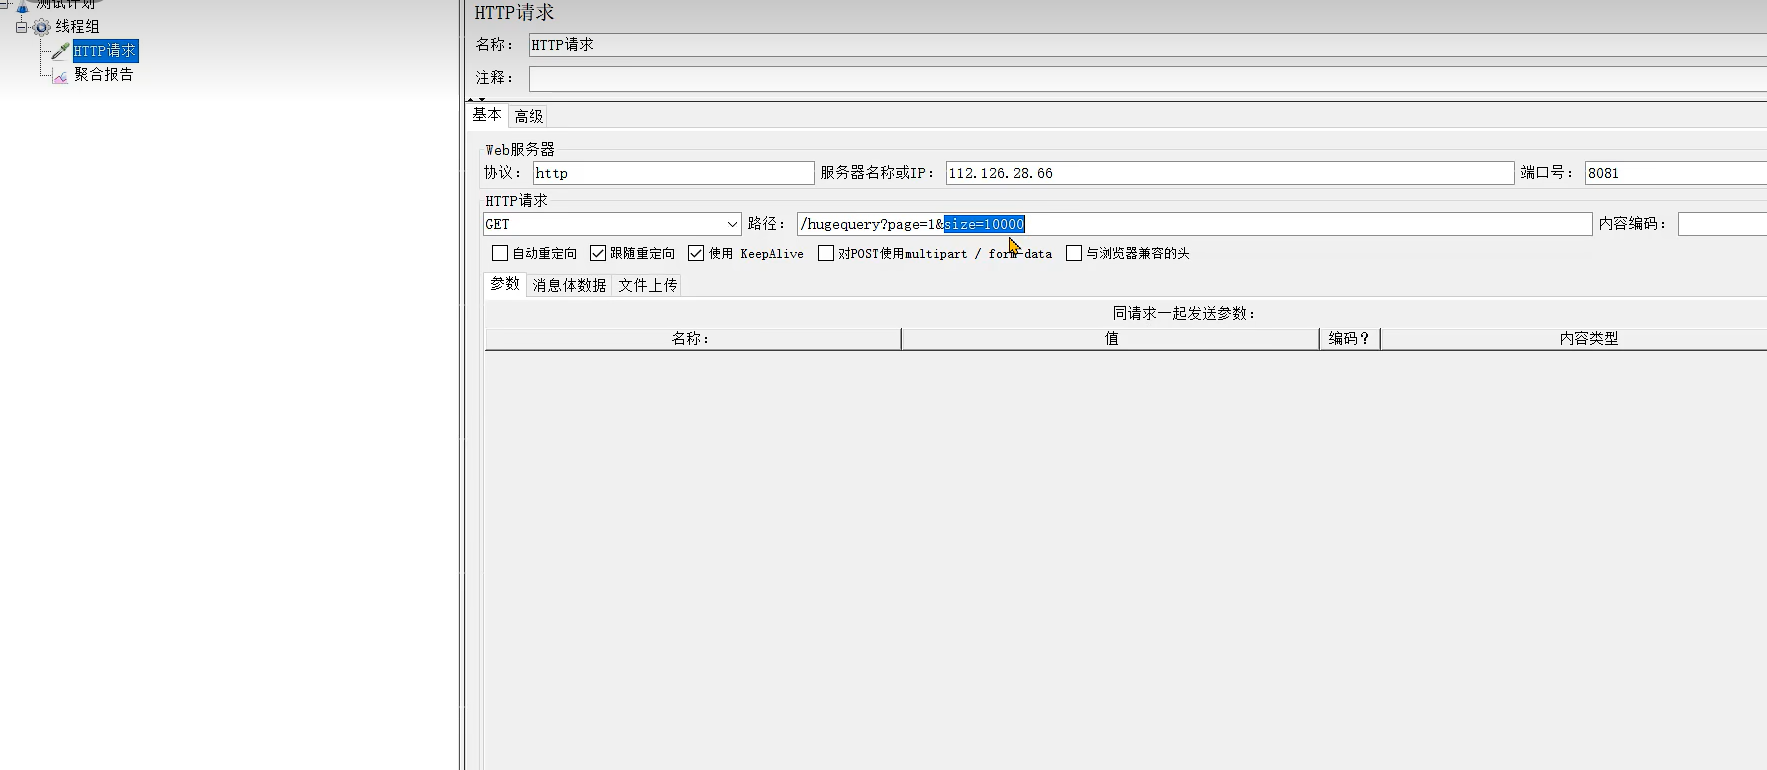 测试计划
线程组
HTTP请求
聚合报告
HTTP请求
名称： HTTP请求
注释：
基本 高级
Web服务器
协议： http 服务器名称或IP： 112.126.28.66 端口号： 8081
HTTP请求
GET 路径： /hugequery?page=1&size=10000 内容编码：
自动重定向 跟随重定向 使用 KeepAlive 对POST使用multipart / form-data 与浏览器兼容的头
参数 消息体数据 文件上传
同请求一起发送参数：
名称： 值 编码？ 内容类型